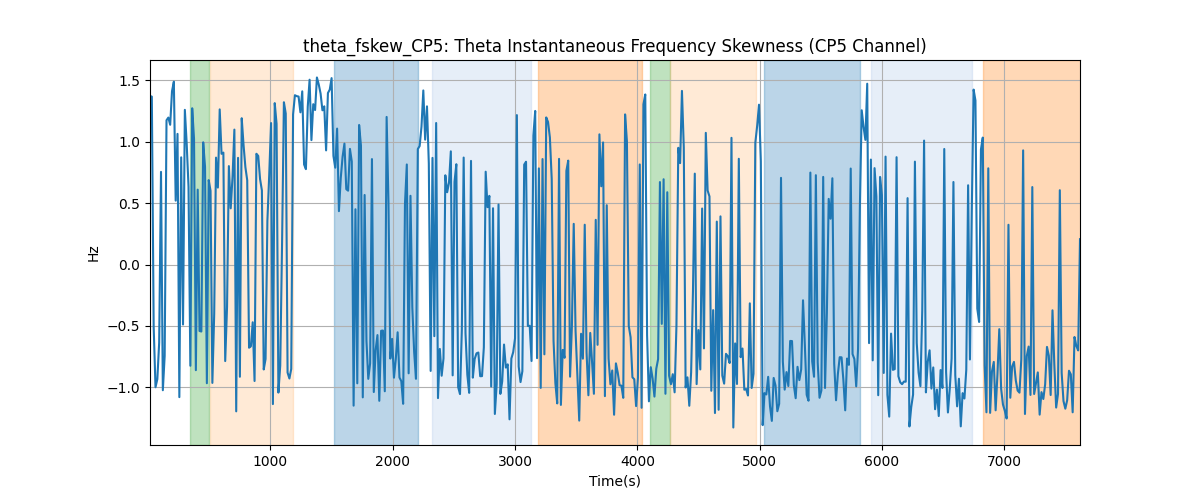 theta_fskew_CP5: Theta Instantaneous Frequency Skewness (CP5 Channel)
1.5
1.0
0.5
0.0
−0.5
−1.0
Hz
1000 2000 3000 4000 5000 6000 7000
Time(s)